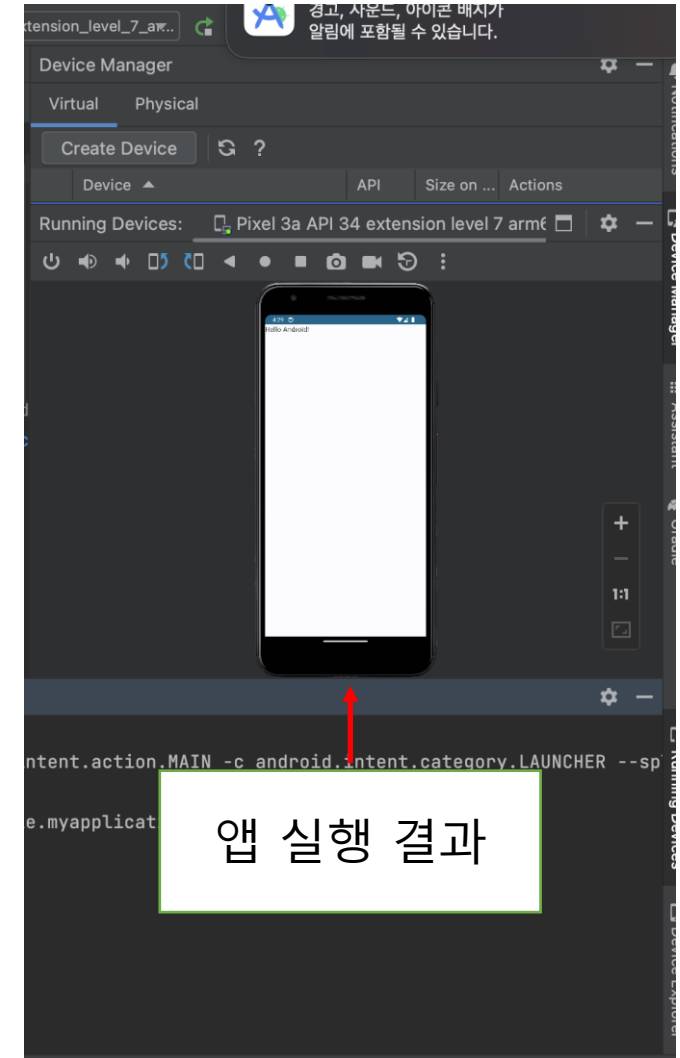 경고, 사운드, 아이콘 배지가
알림에 포함될 수 있습니다.
Device Manager
Virtual Physical
Create Device ?
Device API Size on ... Actions
Running Devices: Pixel 3a API 34 extension level 7 arm6
4:29
Hello Android!
1:1
ntent.action.MAIN -c android.intent.category.LAUNCHER --sp
e.myapplicat
앱 실행 결과
Notifications
Device Manager
Assistant
Gradle
Running Devices
Device Explorer